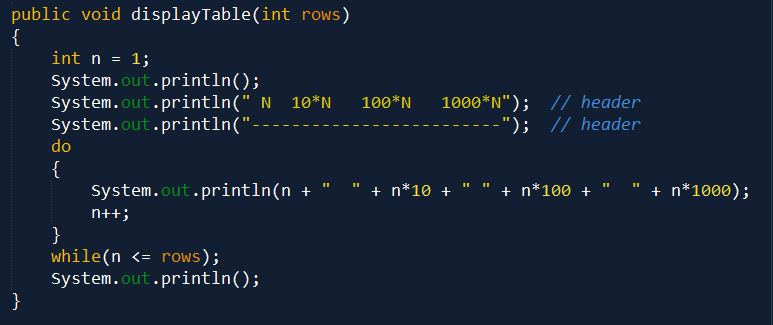 public void displayTable(int rows)
{
    int n = 1;
    System.out.println();
    System.out.println(" N  10*N   100*N   1000*N");  // header
    System.out.println("-------------------------");  // header
    do
    {
        System.out.println(n + "  " + n*10 + " " + n*100 + "  " + n*1000);
        n++;
    }
    while(n <= rows);
    System.out.println();
}